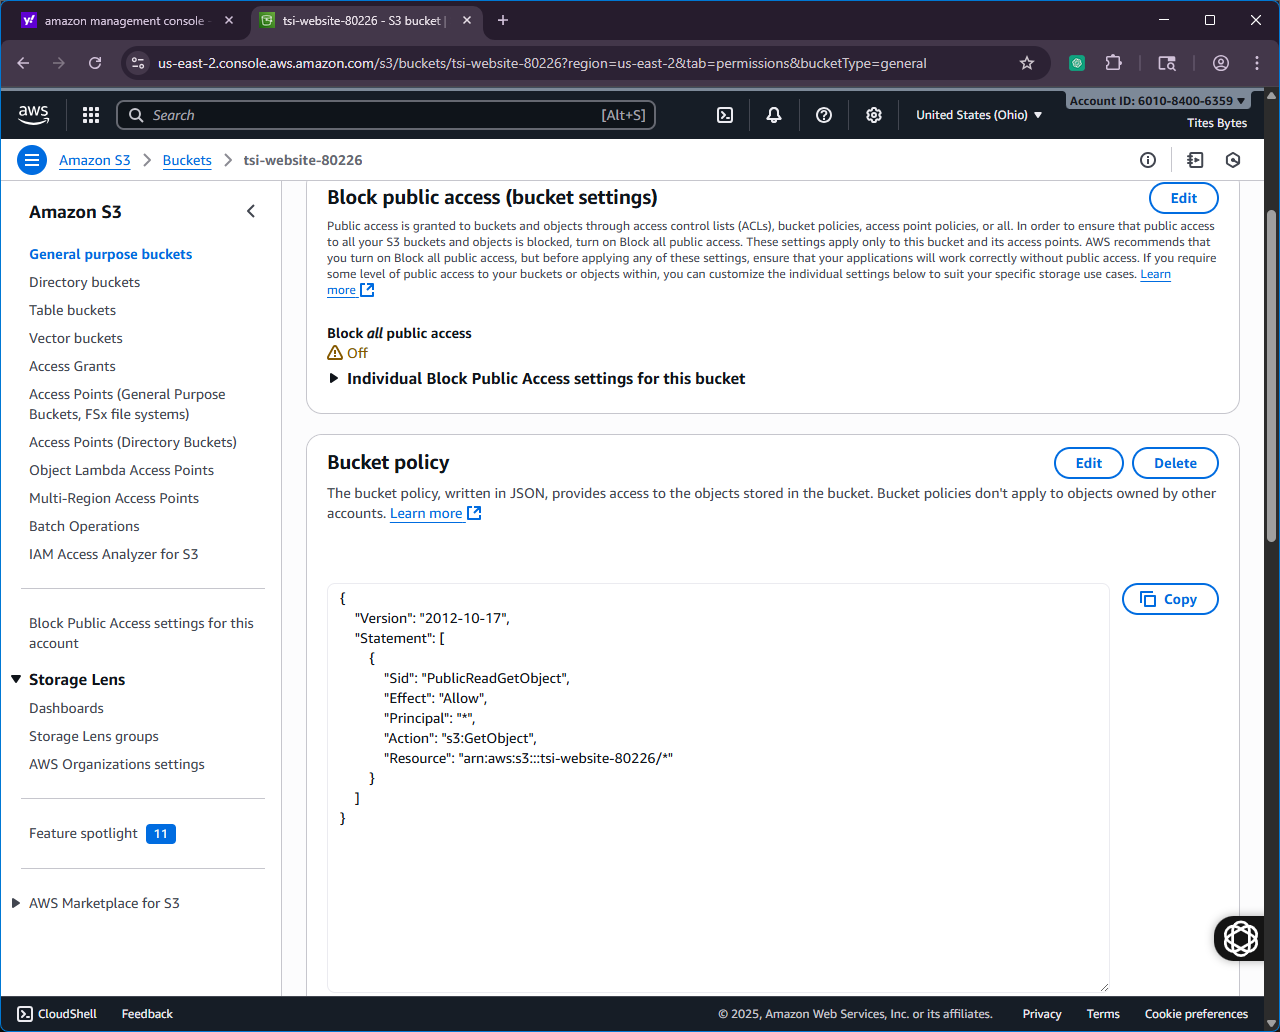 amazon management console -
tsi-website-80226 - S3 bucket |
us-east-2.console.aws.amazon.com/s3/buckets/tsi-website-80226?region=us-east-2&tab=permissions&bucketType=general
aws
Search
[Alt+S]
United States (Ohio)
Account ID: 6010-8400-6359
Tites Bytes
Amazon S3
Buckets
tsi-website-80226
Amazon S3
General purpose buckets
Directory buckets
Table buckets
Vector buckets
Access Grants
Access Points (General Purpose
Buckets, FSx file systems)
Access Points (Directory Buckets)
Object Lambda Access Points
Multi-Region Access Points
Batch Operations
IAM Access Analyzer for S3
Block Public Access settings for this
account
Storage Lens
Dashboards
Storage Lens groups
AWS Organizations settings
Feature spotlight 11
AWS Marketplace for S3
Block public access (bucket settings)
Edit
Public access is granted to buckets and objects through access control lists (ACLs), bucket policies, access point policies, or all. In order to ensure that public access
to all your S3 buckets and objects is blocked, turn on Block all public access. These settings apply only to this bucket and its access points. AWS recommends that
you turn on Block all public access, but before applying any of these settings, ensure that your applications will work correctly without public access. If you require
some level of public access to your buckets or objects within, you can customize the individual settings below to suit your specific storage use cases. Learn
more
Block all public access
Off
Individual Block Public Access settings for this bucket
Bucket policy
Edit
Delete
The bucket policy, written in JSON, provides access to the objects stored in the bucket. Bucket policies don't apply to objects owned by other
accounts. Learn more
Copy
{
"Version": "2012-10-17",
"Statement": [
{
"Sid": "PublicReadGetObject",
"Effect": "Allow",
"Principal": "*",
"Action": "s3:GetObject",
"Resource": "arn:aws:s3:::tsi-website-80226/*"
}
]
}
CloudShell
Feedback
© 2025, Amazon Web Services, Inc. or its affiliates.
Privacy
Terms
Cookie preferences